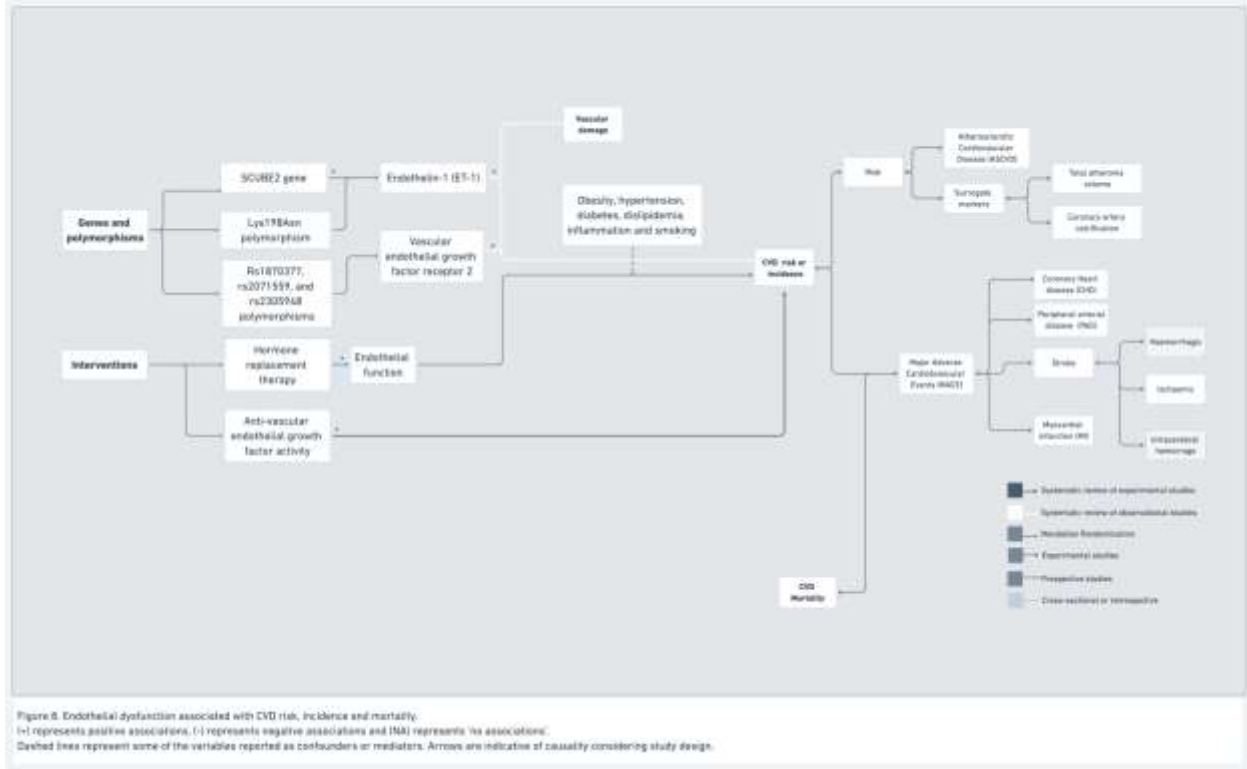 Vascular
damage
SCUBE2 gene
Endothelin-1 (ET-1)
Genes and
polymorphisms
Lys198Asn
polymorphism
Rs1870377,
rs2071559, and
rs2305948
polymorphisms
Vascular
endothelial growth
factor receptor 2
Obesity, hypertension,
diabetes, dislipidemia,
inflammation and smoking
CVD risk or
incidence
Risk
Atherosclerotic
Cardiovascular
Disease (ASCVD)
Surrogate
markers
Total atheroma
volume
Coronary artery
calcification
Interventions
Hormone
replacement
therapy
Endothelial
function
Anti-vascular
endothelial growth
factor activity
Major Adverse
Cardiovascular
Events (MACE)
Coronary Heart
disease (CHD)
Peripheral arterial
disease (PAD)
Stroke
Myocardial
infarction (MI)
Haemorrhagic
Ischaemic
Intracerebral
hemorrhage
CVD
Mortality
Systematic review of experimental studies
Systematic review of observational studies
Mendelian Randomization
Experimental studies
Prospective studies
Cross-sectional or retrospective
Figure 8. Endothelial dysfunction associated with CVD risk, incidence and mortality.
(+) represents positive associations, (-) represents negative associations and (NA) represents 'no associations'.
Dashed lines represent some of the variables reported as confounders or mediators. Arrows are indicative of causality considering study design.